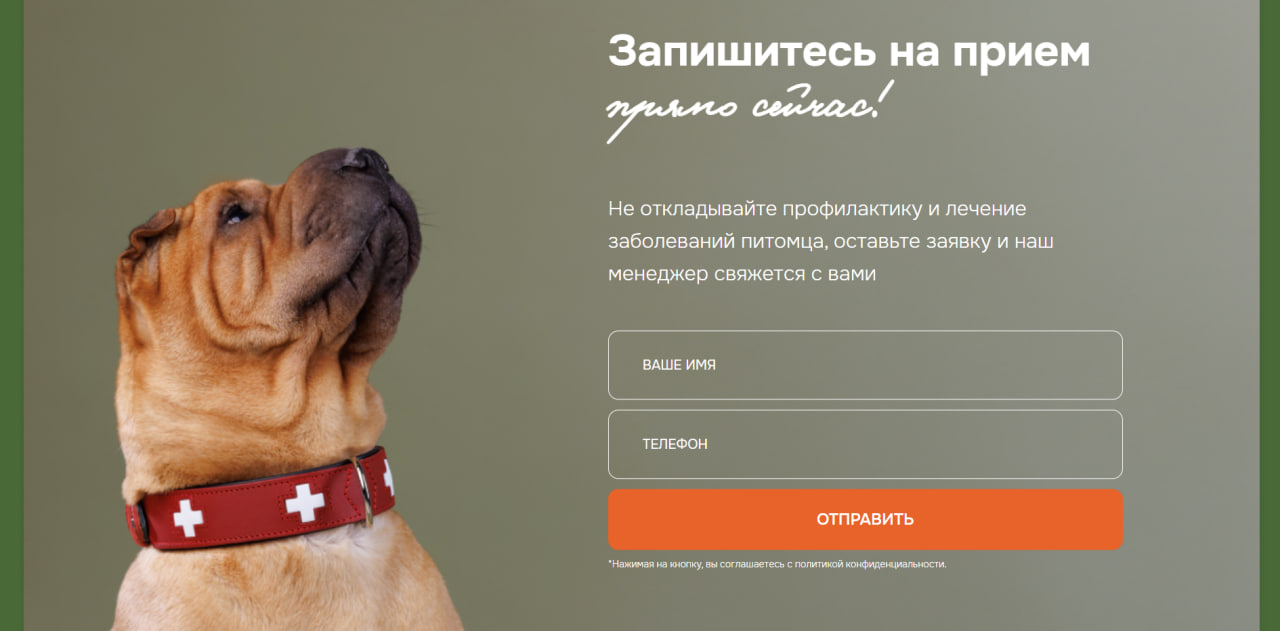 Запишитесь на прием
прямо сейчас!
Не откладывайте профилактику и лечение
заболеваний питомца, оставьте заявку и наш
менеджер свяжется с вами
ВАШЕ ИМЯ
ТЕЛЕФОН
ОТПРАВИТЬ
*Нажимая на кнопку, вы соглашаетесь с политикой конфиденциальности.